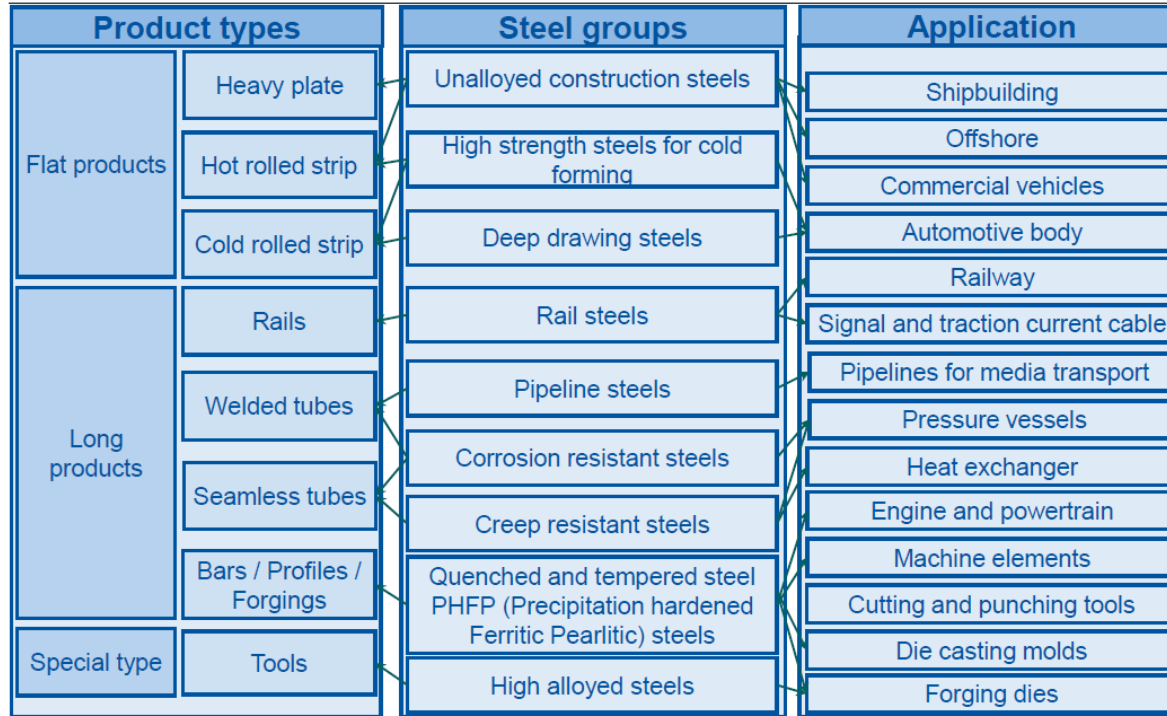 Product types
Flat products
Heavy plate
Hot rolled strip
Cold rolled strip
Long
products
Rails
Welded tubes
Seamless tubes
Bars / Profiles /
Forgings
Special type
Tools
Steel groups
Unalloyed construction steels
High strength steels for cold
forming
Deep drawing steels
Rail steels
Pipeline steels
Corrosion resistant steels
Creep resistant steels
Quenched and tempered steel
PHFP (Precipitation hardened
Ferritic Pearlitic) steels
High alloyed steels
Application
Shipbuilding
Offshore
Commercial vehicles
Automotive body
Railway
Signal and traction current cable
Pipelines for media transport
Pressure vessels
Heat exchanger
Engine and powertrain
Machine elements
Cutting and punching tools
Die casting molds
Forging dies